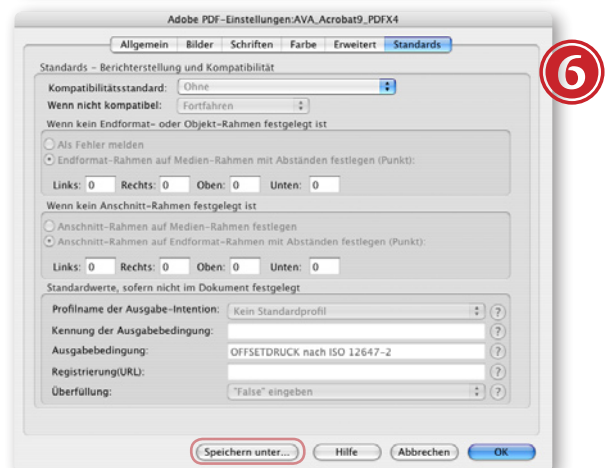 Adobe PDF-Einstellungen:AVA_Acrobat9_PDFX4
Allgemein Bilder Schriften Farbe Erweitert Standards
6
Standards – Berichterstellung und Kompatibilität
Kompatibilitätsstandard: Ohne
Wenn nicht kompatibel: Fortfahren
Wenn kein Endformat- oder Objekt-Rahmen festgelegt ist
Als Fehler melden
Endformat-Rahmen auf Medien-Rahmen mit Abständen festlegen (Punkt):
Links: 0 Rechts: 0 Oben: 0 Unten: 0
Wenn kein Anschnitt-Rahmen festgelegt ist
Anschnitt-Rahmen auf Medien-Rahmen festlegen
Anschnitt-Rahmen auf Endformat-Rahmen mit Abständen festlegen (Punkt):
Links: 0 Rechts: 0 Oben: 0 Unten: 0
Standardwerte, sofern nicht im Dokument festgelegt
Profilname der Ausgabe-Intention: Kein Standardprofil ?
Kennung der Ausgabebedingung: ?
Ausgabebedingung: OFFSETDRUCK nach ISO 12647-2 ?
Registrierung(URL): ?
Überfüllung: "False" eingeben ?
Speichern unter... Hilfe Abbrechen OK